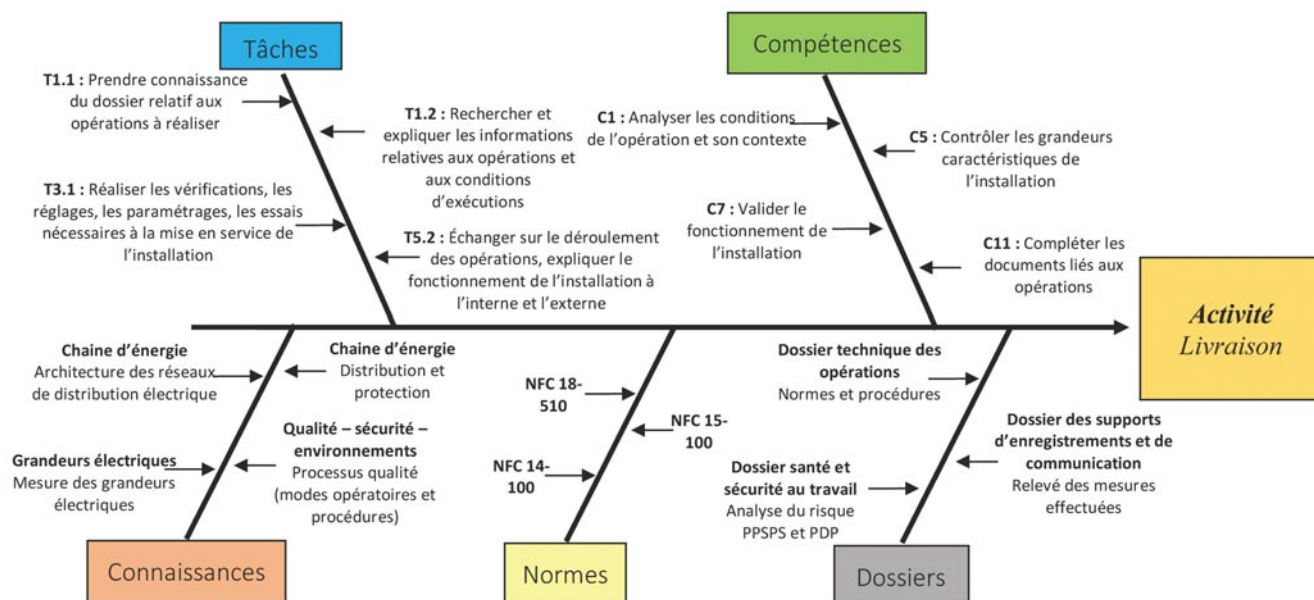 Tâches
T1.1 : Prendre connaissance
du dossier relatif aux
opérations à réaliser
T1.2 : Rechercher et
expliquer les informations
relatives aux opérations et
aux conditions
d'exécutions
T3.1 : Réaliser les vérifications, les
réglages, les paramétrages, les essais
nécessaires à la mise en service de
l'installation
T5.2 : Échanger sur le déroulement
des opérations, expliquer le
fonctionnement de l'installation à
l'interne et l'externe
Compétences
C1 : Analyser les conditions
de l'opération et son contexte
C5 : Contrôler les grandeurs
caractéristiques de
l'installation
C7 : Valider le
fonctionnement de
l'installation
C11 : Compléter les
documents liés aux
opérations
Activité
Livraison
Chaine d'énergie
Architecture des réseaux
de distribution électrique
Chaine d'énergie
Distribution et
protection
Grandeurs électriques
Mesure des grandeurs
électriques
Qualité – sécurité –
environnements
Processus qualité
(modes opératoires et
procédures)
Connaissances
NFC 18-
510
NFC 15-
100
NFC 14-
100
Normes
Dossier technique des
opérations
Normes et procédures
Dossier des supports
d'enregistrements et de
communication
Relevé des mesures
effectuées
Dossier santé et
sécurité au travail
Analyse du risque
PPSPS et PDP
Dossiers